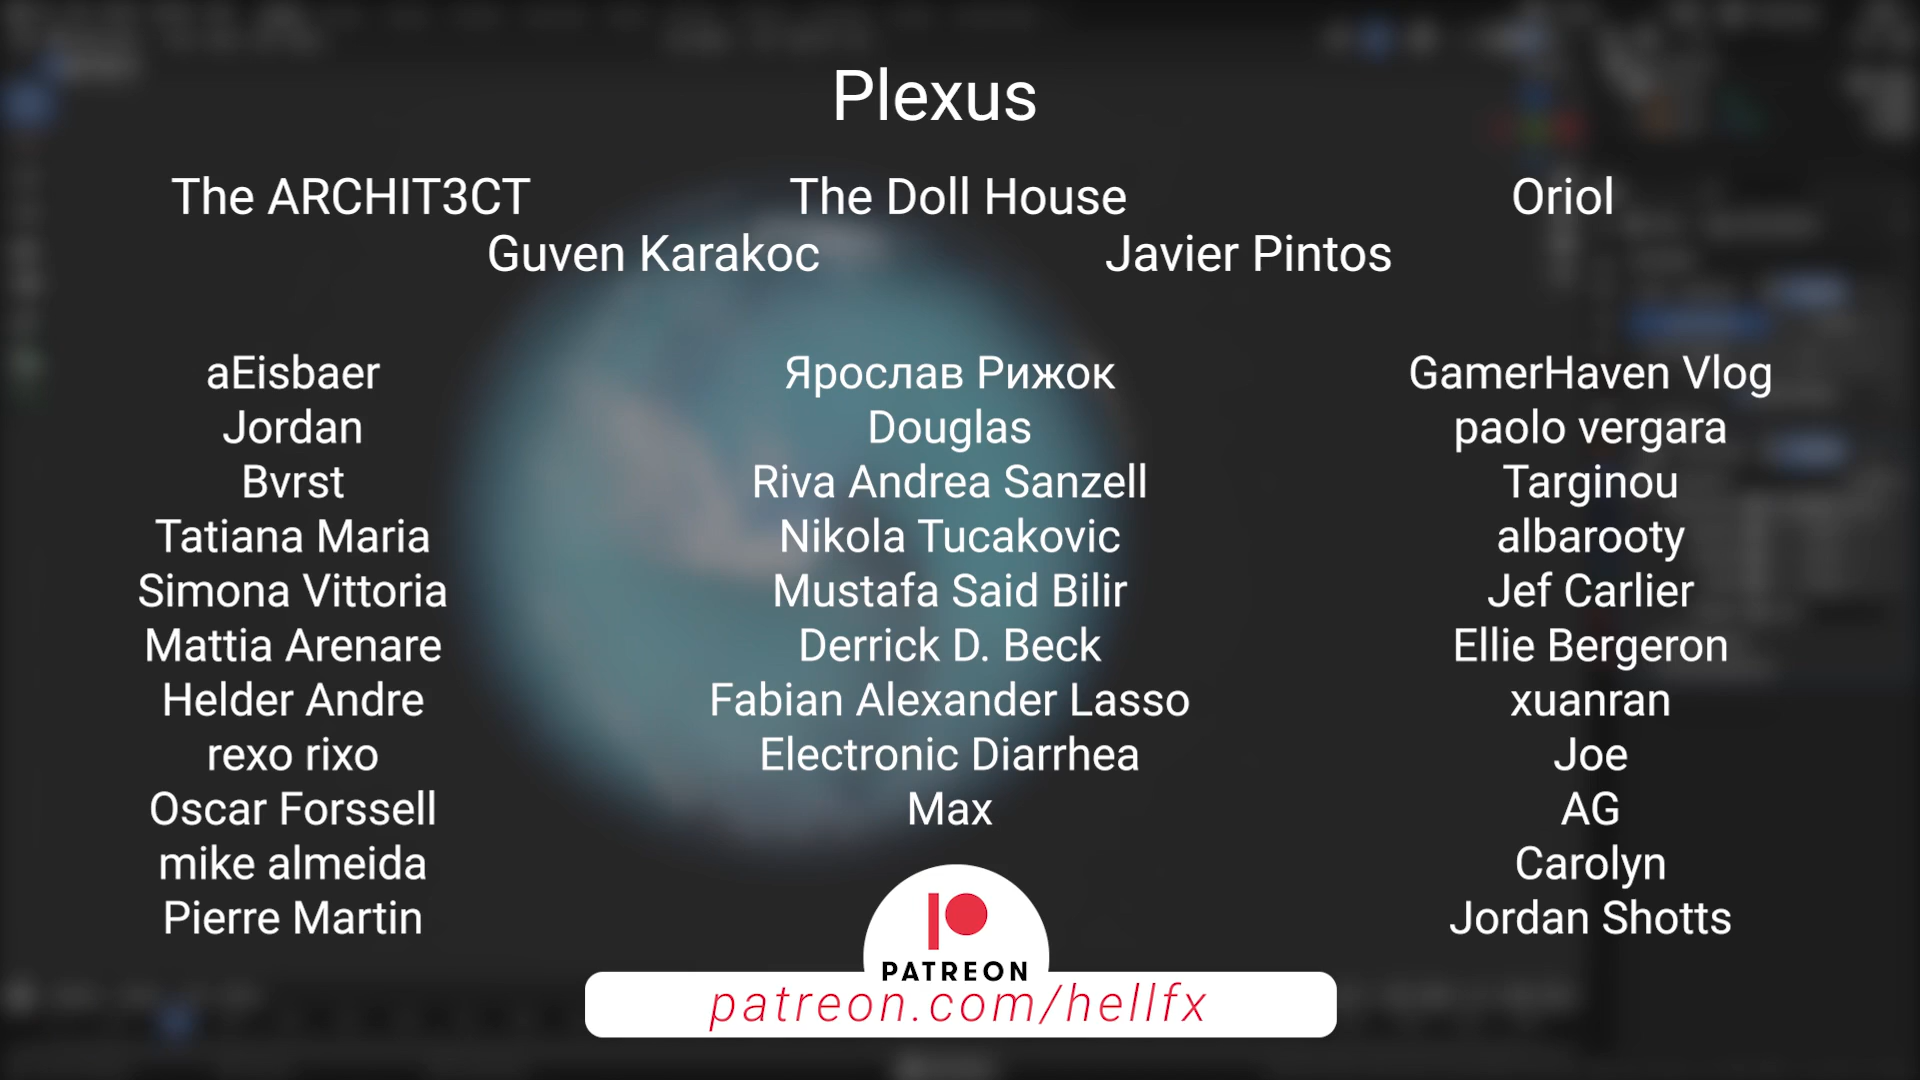 Plexus
The ARCHIT3CT
The Doll House
Oriol
Guven Karakoc
Javier Pintos
aEisbaer
Jordan
Bvrst
Tatiana Maria
Simona Vittoria
Mattia Arenare
Helder Andre
rexo rixo
Oscar Forssell
mike almeida
Pierre Martin
Ярослав Рижок
Douglas
Riva Andrea Sanzell
Nikola Tucakovic
Mustafa Said Bilir
Derrick D. Beck
Fabian Alexander Lasso
Electronic Diarrhea
Max
GamerHaven Vlog
paolo vergara
Targinou
albarooty
Jef Carlier
Ellie Bergeron
xuanran
Joe
AG
Carolyn
Jordan Shotts
PATREON
patreon.com/hellfx